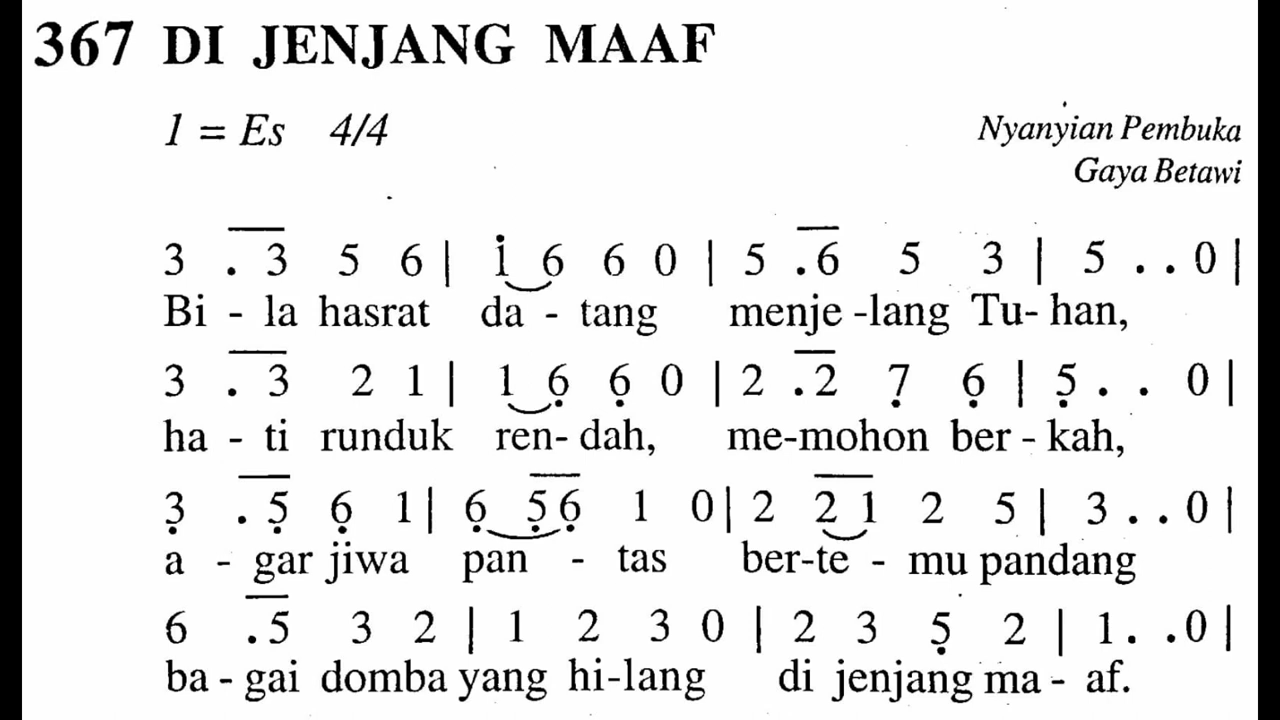 367 DI JENJANG MAAF
1 = Es 4/4
Nyanyian Pembuka
Gaya Betawi
3 . 3 5 6 | i̇ 6 6 0 | 5 .6 5 3 | 5 . . 0 |
Bi - la hasrat da - tang menje -lang Tu- han,
3 . 3 2 1 | 1 6̣ 6̣ 0 | 2 .2 7̣ 6̣ | 5̣ . . 0 |
ha - ti runduk ren- dah, me-mohon ber - kah,
3̣ . 5̣ 6̣ 1 | 6̣ 5̣6̣ 1 0 | 2 2 1 2 5 | 3 . . 0 |
a - gar jiwa pan - tas ber-te - mu pandang
6 .5 3 2 | 1 2 3 0 | 2 3 5̣ 2 | 1. .0 |
ba - gai domba yang hi-lang di jenjang ma - af.